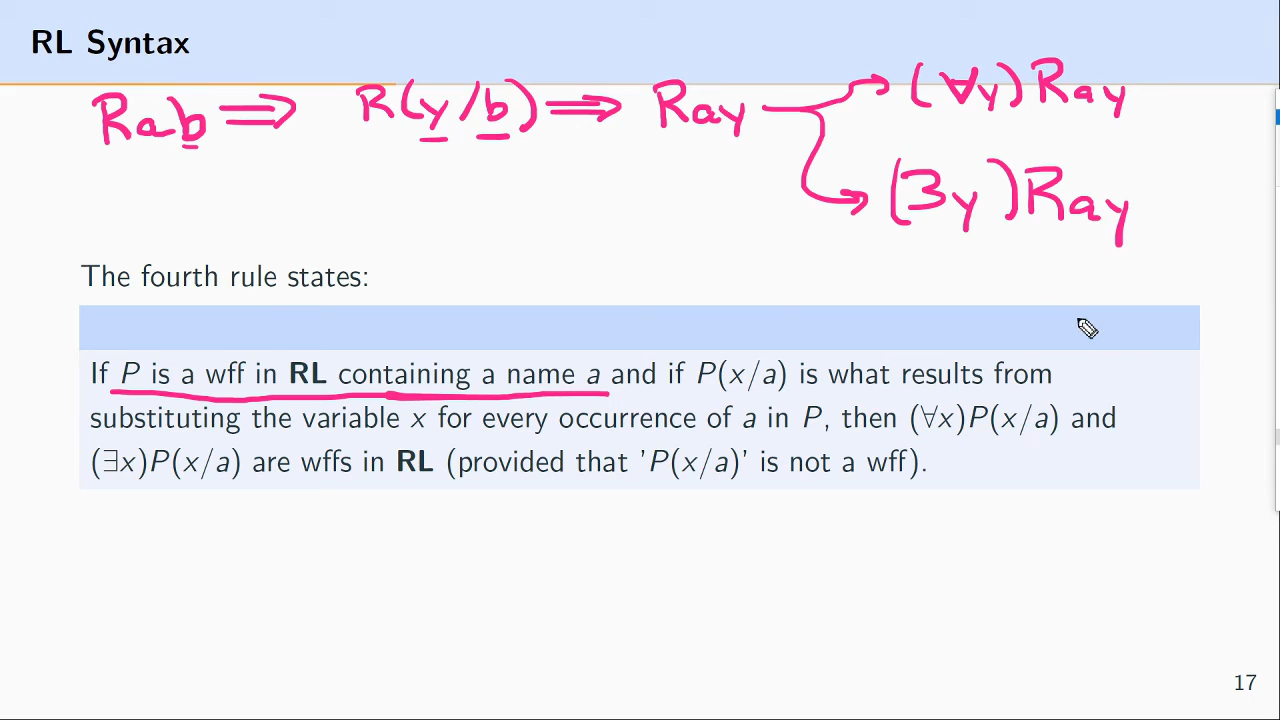 RL Syntax
Rab ⟹ R(y/b) ⟹ Ray → (∀y)Ray
(∃y)Ray
The fourth rule states:
If P is a wff in RL containing a name a and if P(x/a) is what results from
substituting the variable x for every occurrence of a in P, then (∀x)P(x/a) and
(∃x)P(x/a) are wffs in RL (provided that ’P(x/a)’ is not a wff).
17